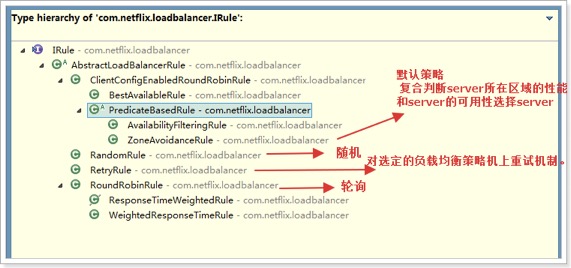 Type hierarchy of 'com.netflix.loadbalancer.IRule':
IRule - com.netflix.loadbalancer
AbstractLoadBalancerRule - com.netflix.loadbalancer
ClientConfigEnabledRoundRobinRule - com.netflix.loadbalancer
BestAvailableRule - com.netflix.loadbalancer
PredicateBasedRule - com.netflix.loadbalancer
AvailabilityFilteringRule - com.netflix.loadbalancer
ZoneAvoidanceRule - com.netflix.loadbalancer
默认策略
复合判断server所在区域的性能
和server的可用性选择server
RandomRule - com.netflix.loadbalancer 随机
RetryRule - com.netflix.loadbalancer 对选定的负载均衡策略机上重试机制。
RoundRobinRule - com.netflix.loadbalancer 轮询
ResponseTimeWeightedRule - com.netflix.loadbalancer
WeightedResponseTimeRule - com.netflix.loadbalancer